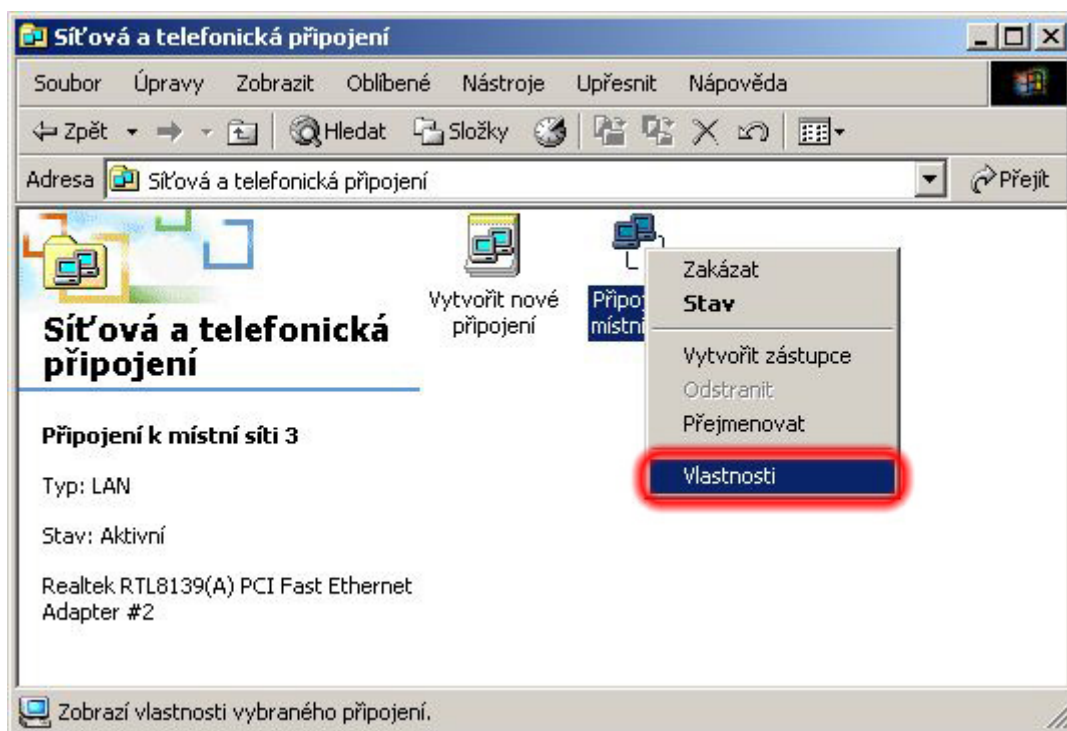 Síťová a telefonická připojení
Soubor Úpravy Zobrazit Oblíbené Nástroje Upřesnit Nápověda
Zpět Hledat Složky
Adresa Síťová a telefonická připojení Přejít
Síťová a telefonická
připojení
Připojení k místní síti 3
Typ: LAN
Stav: Aktivní
Realtek RTL8139(A) PCI Fast Ethernet
Adapter #2
Vytvořit nové
připojení
Zakázat
Stav
Vytvořit zástupce
Odstranit
Přejmenovat
Vlastnosti
Zobrazí vlastnosti vybraného připojení.